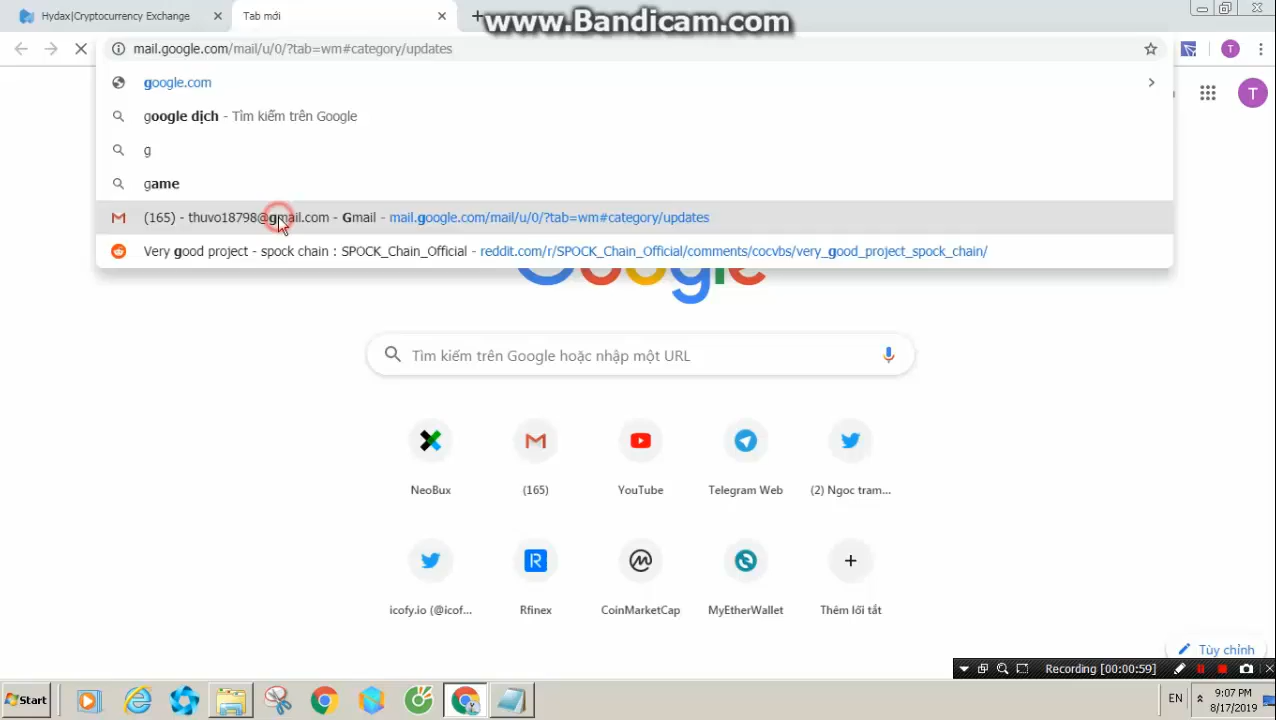 www.Bandicam.com
Hydax|Cryptocurrency Exchange
Tab mới
mail.google.com/mail/u/0/?tab=wm#category/updates
T
google.com
google dịch - Tìm kiếm trên Google
T
g
game
(165) - thuvo18798@gmail.com - Gmail - mail.google.com/mail/u/0/?tab=wm#category/updates
Very good project - spock chain : SPOCK_Chain_Official - reddit.com/r/SPOCK_Chain_Official/comments/cocvbs/very_good_project_spock_chain/
Google
Tìm kiếm trên Google hoặc nhập một URL
NeoBux
(165)
YouTube
Telegram Web
(2) Ngoc tram...
icofy.io (@icof...
Rfinex
CoinMarketCap
MyEtherWallet
Thêm lối tắt
Tùy chỉnh
Recording [00:00:59]
Start
EN
9:07 PM
8/17/2019